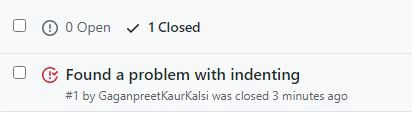 0 Open 1 Closed
Found a problem with indenting
#1 by GaganpreetKaurKalsi was closed 3 minutes ago